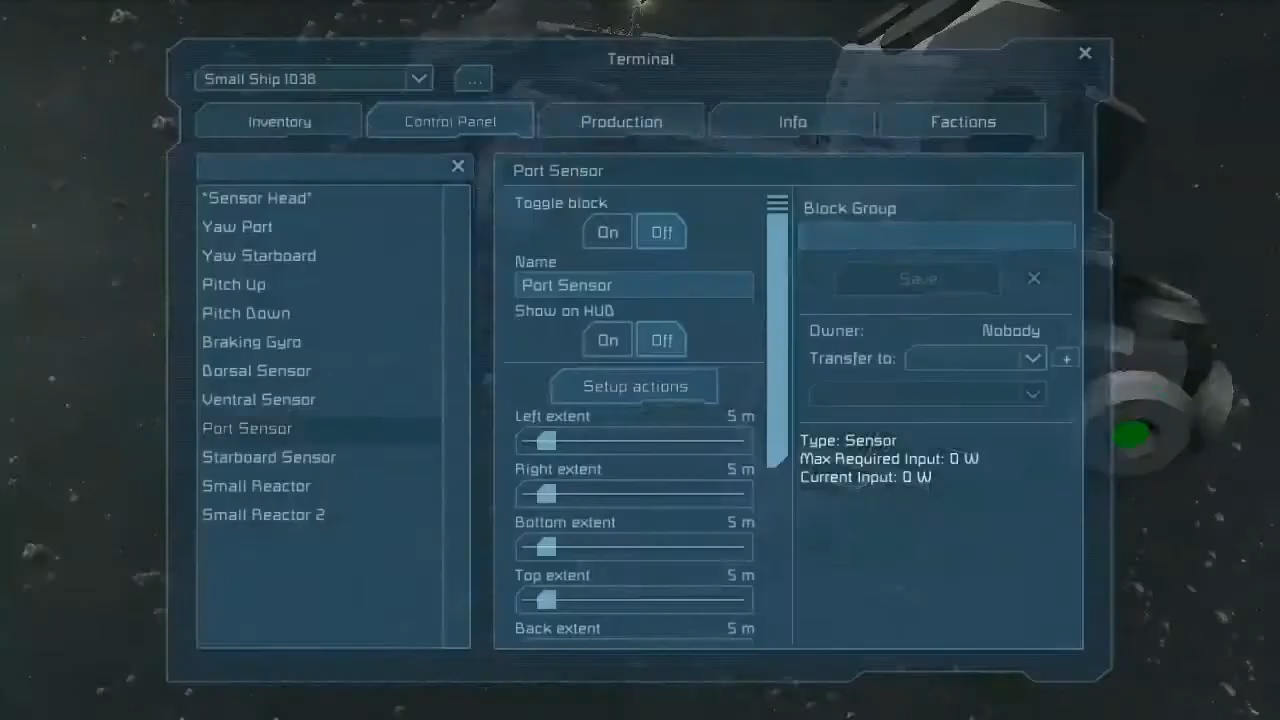 Terminal
Small Ship 1038
...
Inventory
Control Panel
Production
Info
Factions
*Sensor Head*
Yaw Port
Yaw Starboard
Pitch Up
Pitch Down
Braking Gyro
Dorsal Sensor
Ventral Sensor
Port Sensor
Starboard Sensor
Small Reactor
Small Reactor 2
Port Sensor
Toggle block
On Off
Name
Port Sensor
Show on HUD
On Off
Setup actions
Left extent 5 m
Right extent 5 m
Bottom extent 5 m
Top extent 5 m
Back extent 5 m
Block Group
Save
Owner: Nobody
Transfer to:
+
Type: Sensor
Max Required Input: 0 W
Current Input: 0 W